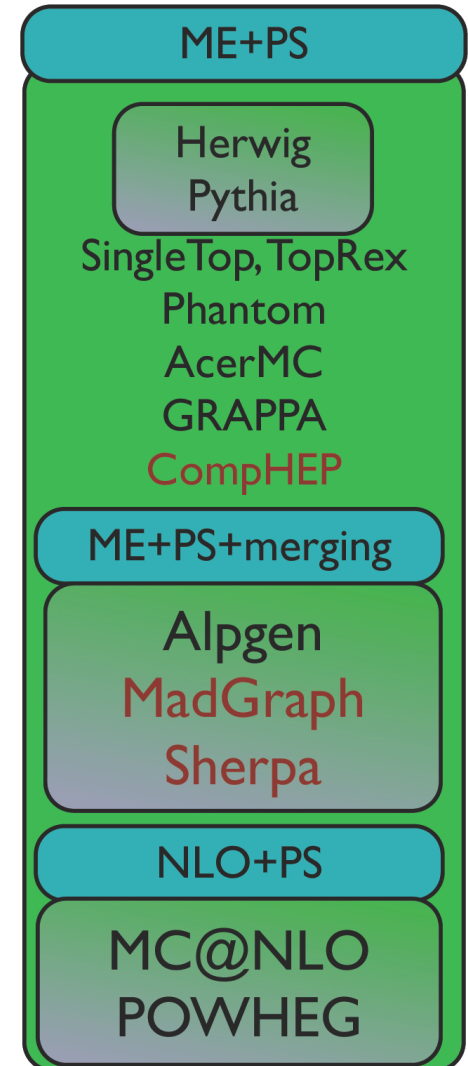 ME+PS
Herwig
Pythia
SingleTop, TopRex
Phantom
AcerMC
GRAPPA
CompHEP
ME+PS+merging
Alpgen
MadGraph
Sherpa
NLO+PS
MC@NLO
POWHEG